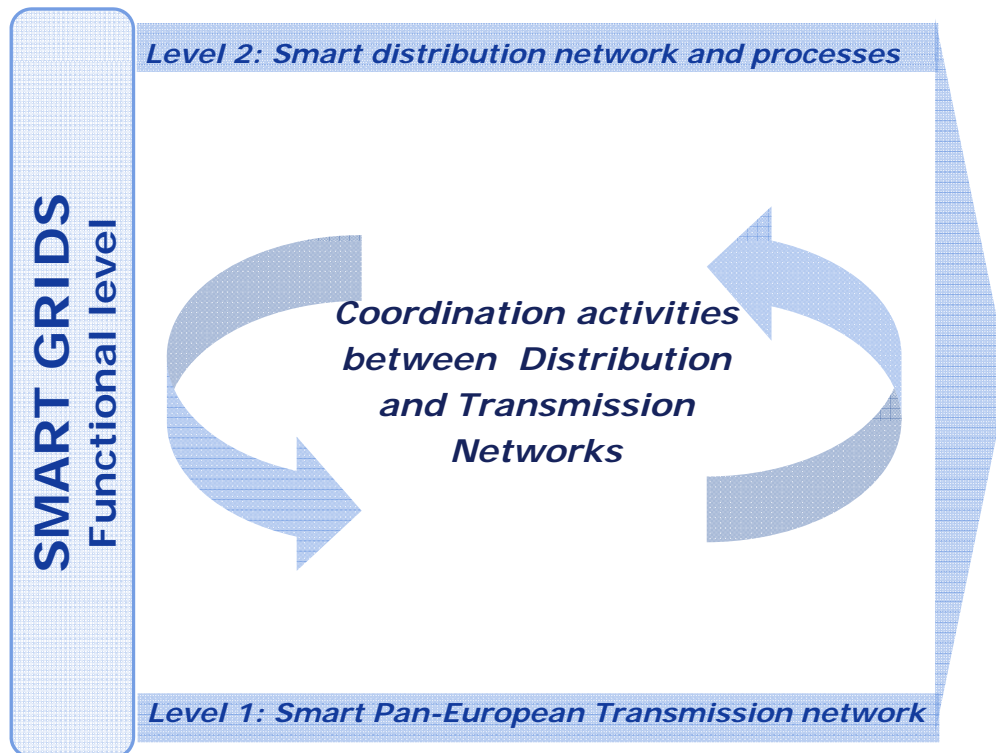 SMART GRIDS
Functional level
Level 2: Smart distribution network and processes
Coordination activities
between Distribution
and Transmission
Networks
Level 1: Smart Pan-European Transmission network